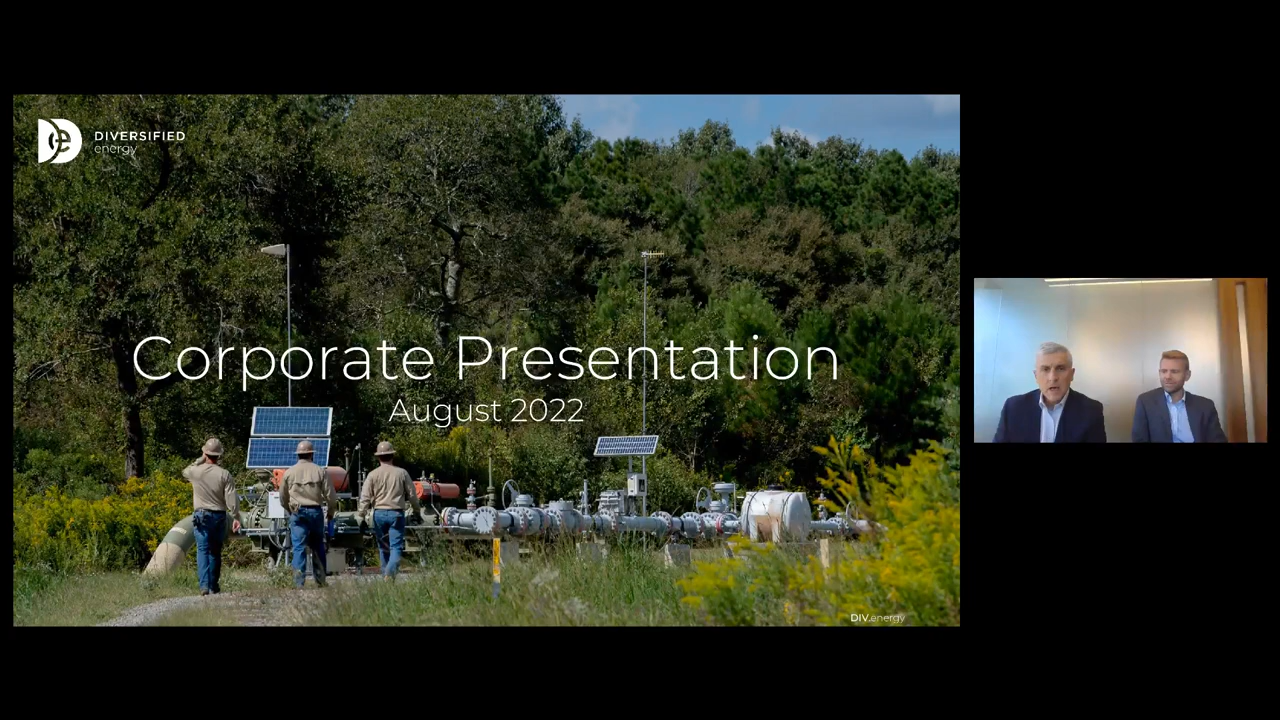 DIVERSIFIED
energy
Corporate Presentation
August 2022
DIV.energy